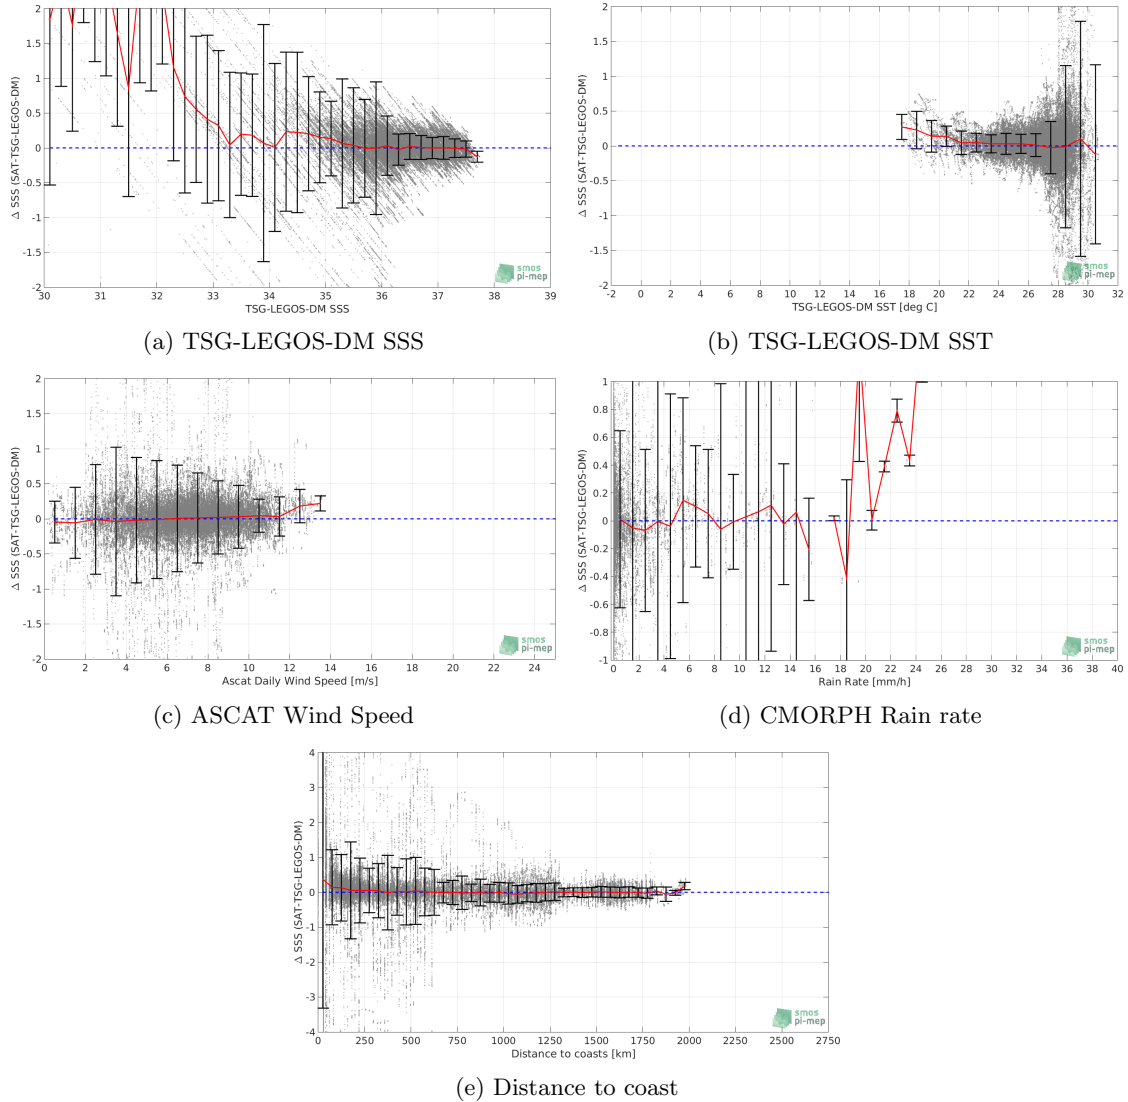 2
1.5
1
0.5
0
-0.5
-1
-1.5
-2
Δ SSS (SAT-TSG-LEGOS-DM)
30 31 32 33 34 35 36 37 38 39
TSG-LEGOS-DM SSS
smos
pi-mep
(a) TSG-LEGOS-DM SSS
2
1.5
1
0.5
0
-0.5
-1
-1.5
-2
Δ SSS (SAT-TSG-LEGOS-DM)
-2 0 2 4 6 8 10 12 14 16 18 20 22 24 26 28 30 32
TSG-LEGOS-DM SST [deg C]
smos
pi-mep
(b) TSG-LEGOS-DM SST
2
1.5
1
0.5
0
-0.5
-1
-1.5
-2
Δ SSS (SAT-TSG-LEGOS-DM)
0 2 4 6 8 10 12 14 16 18 20 22 24
Ascat Daily Wind Speed [m/s]
smos
pi-mep
(c) ASCAT Wind Speed
1
0.8
0.6
0.4
0.2
0
-0.2
-0.4
-0.6
-0.8
-1
Δ SSS (SAT-TSG-LEGOS-DM)
0 2 4 6 8 10 12 14 16 18 20 22 24 26 28 30 32 34 36 38 40
Rain Rate [mm/h]
smos
pi-mep
(d) CMORPH Rain rate
4
3
2
1
0
-1
-2
-3
-4
Δ SSS (SAT-TSG-LEGOS-DM)
0 250 500 750 1000 1250 1500 1750 2000 2250 2500 2750
Distance to coasts [km]
smos
pi-mep
(e) Distance to coast